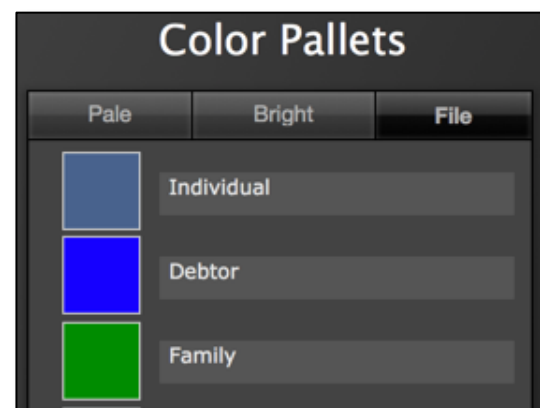 Color Pallets
Pale Bright File
Individual
Debtor
Family